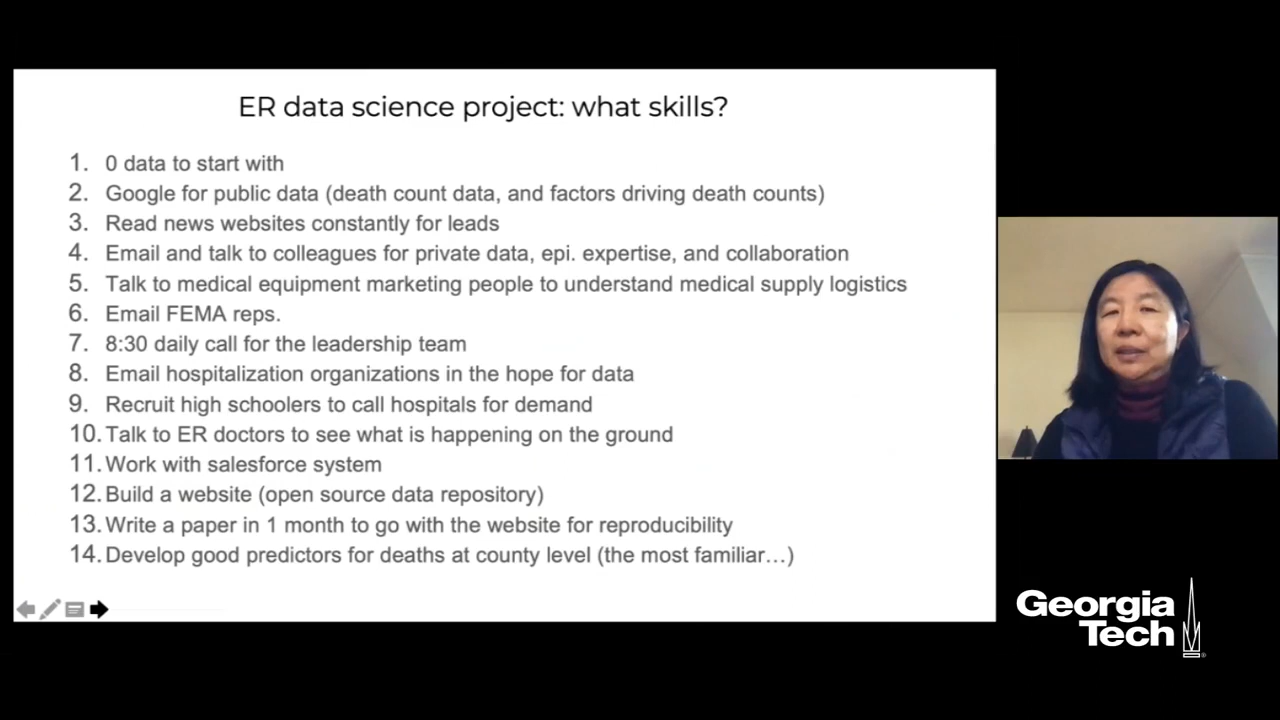 ER data science project: what skills?
1. 0 data to start with
2. Google for public data (death count data, and factors driving death counts)
3. Read news websites constantly for leads
4. Email and talk to colleagues for private data, epi. expertise, and collaboration
5. Talk to medical equipment marketing people to understand medical supply logistics
6. Email FEMA reps.
7. 8:30 daily call for the leadership team
8. Email hospitalization organizations in the hope for data
9. Recruit high schoolers to call hospitals for demand
10. Talk to ER doctors to see what is happening on the ground
11. Work with salesforce system
12. Build a website (open source data repository)
13. Write a paper in 1 month to go with the website for reproducibility
14. Develop good predictors for deaths at county level (the most familiar…)
Georgia
Tech